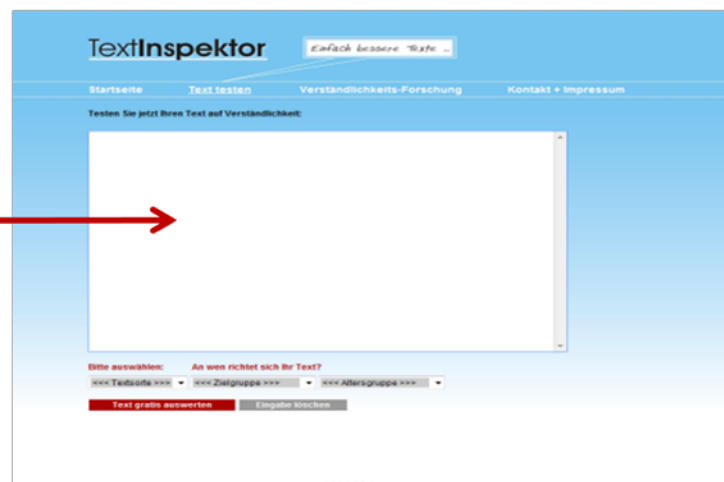 TextInspektor
Einfach bessere Texte ...
Startseite Text testen Verständlichkeits-Forschung Kontakt + Impressum
Testen Sie jetzt Ihren Text auf Verständlichkeit:
Bitte auswählen: An wen richtet sich Ihr Text?
<<< Textsorte >>> <<< Zielgruppe >>> <<< Altersgruppe >>>
Text gratis auswerten Eingabe löschen